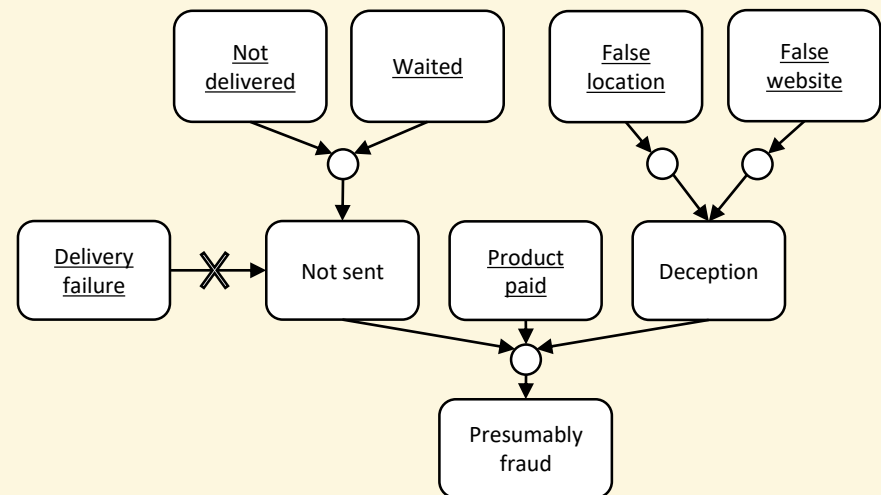 Not
delivered
Waited
False
location
False
website
Delivery
failure
Not sent
Product
paid
Deception
Presumably
fraud